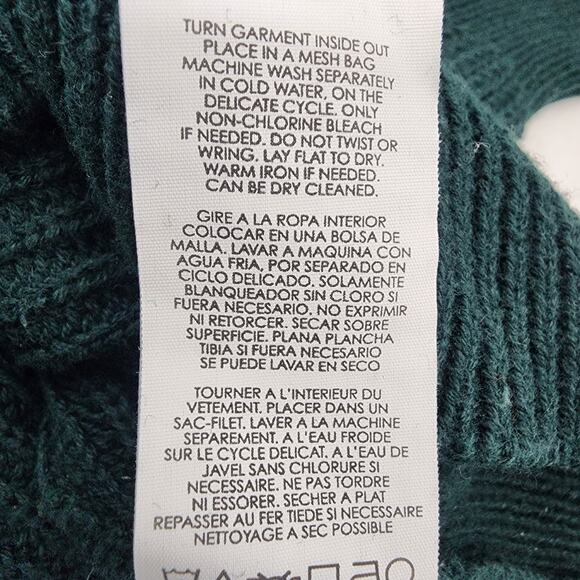 TURN GARMENT INSIDE OUT
PLACE IN A MESH BAG
MACHINE WASH SEPARATELY
IN COLD WATER, ON THE
DELICATE CYCLE. ONLY
NON-CHLORINE BLEACH
IF NEEDED. DO NOT TWIST OR
WRING. LAY FLAT TO DRY.
WARM IRON IF NEEDED.
CAN BE DRY CLEANED.
GIRE A LA ROPA INTERIOR
COLOCAR EN UNA BOLSA DE
MALLA. LAVAR A MAQUINA CON
AGUA FRIA, POR SEPARADO EN
CICLO DELICADO. SOLAMENTE
BLANQUEADOR SIN CLORO SI
FUERA NECESARIO. NO EXPRIMIR
NI RETORCER. SECAR SOBRE
SUPERFICIE. PLANA PLANCHA
TIBIA SI FUERA NECESARIO
SE PUEDE LAVAR EN SECO
TOURNER A L'INTERIEUR DU
VETEMENT. PLACER DANS UN
SAC-FILET. LAVER A LA MACHINE
SEPAREMENT. A L'EAU FROIDE
SUR LE CYCLE DELICAT. A L'EAU DE
JAVEL SANS CHLORURE SI
NECESSAIRE. NE PAS TORDRE
NI ESSORER. SECHER A PLAT
REPASSER AU FER TIEDE SI NECESSAIRE
NETTOYAGE A SEC POSSIBLE